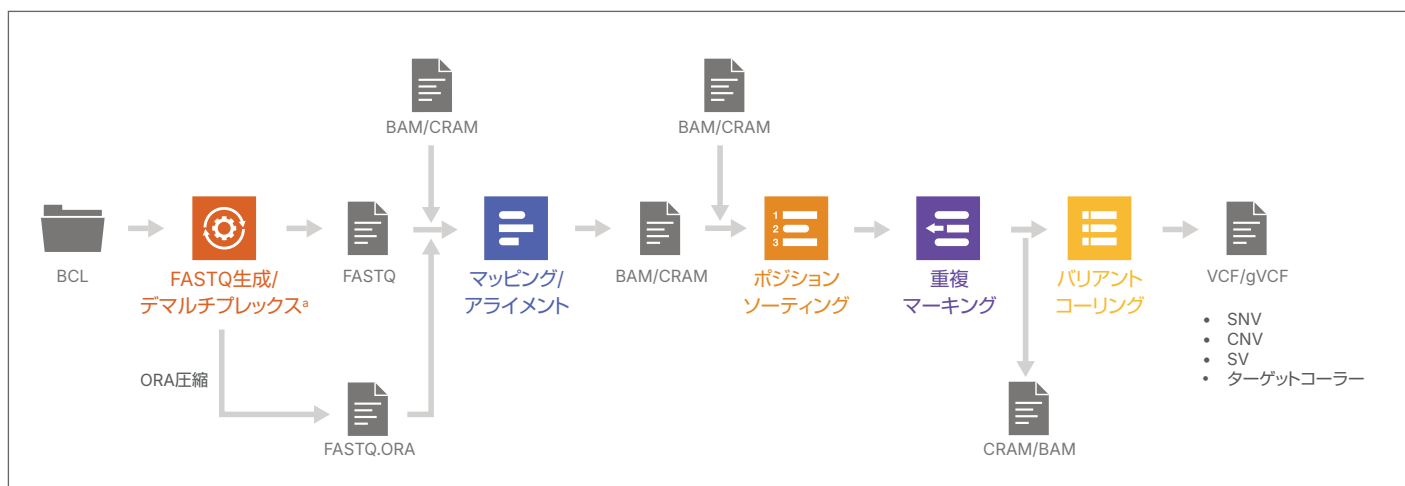 BAM/CRAM
BAM/CRAM
BCL
FASTQ生成/
デマルチプレックスa
FASTQ
マッピング/
アライメント
BAM/CRAM
1
2
3
ポジション
ソーティング
重複
マーキング
バリアント
コーリング
VCF/gVCF
• SNV
• CNV
• SV
• ターゲットコーラー
ORA圧縮
FASTQ.ORA
CRAM/BAM